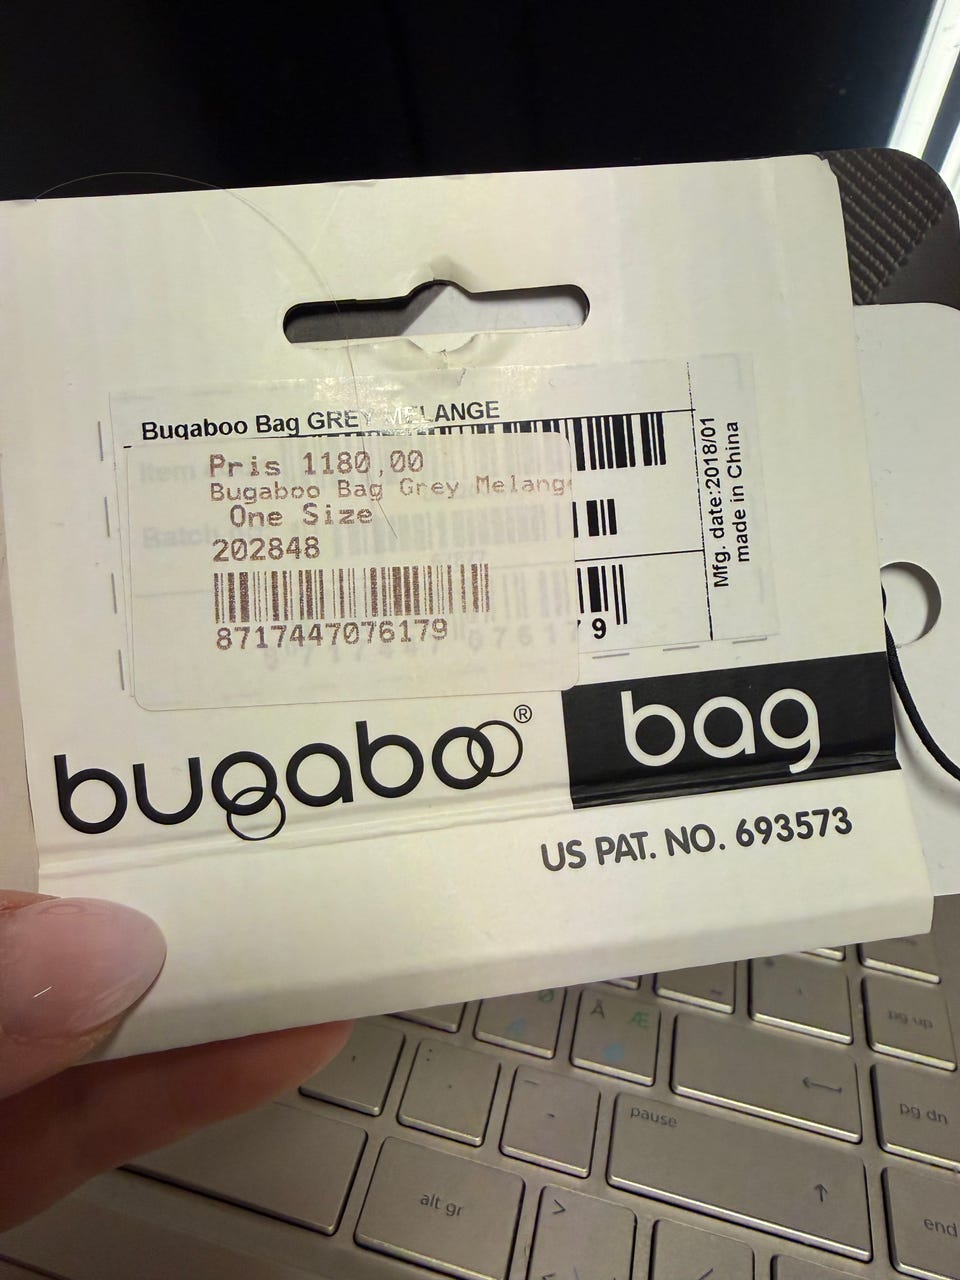 Bugaboo Bag GREY MELANGE
Pris 1180,00
Bugaboo Bag Grey Melang
One Size
202848
8717447076179
9
Mfg. date:2018/01
made in China
bugaboo® bag
US PAT. NO. 693573
Å Æ
pg up
pause
pg dn
alt gr
end